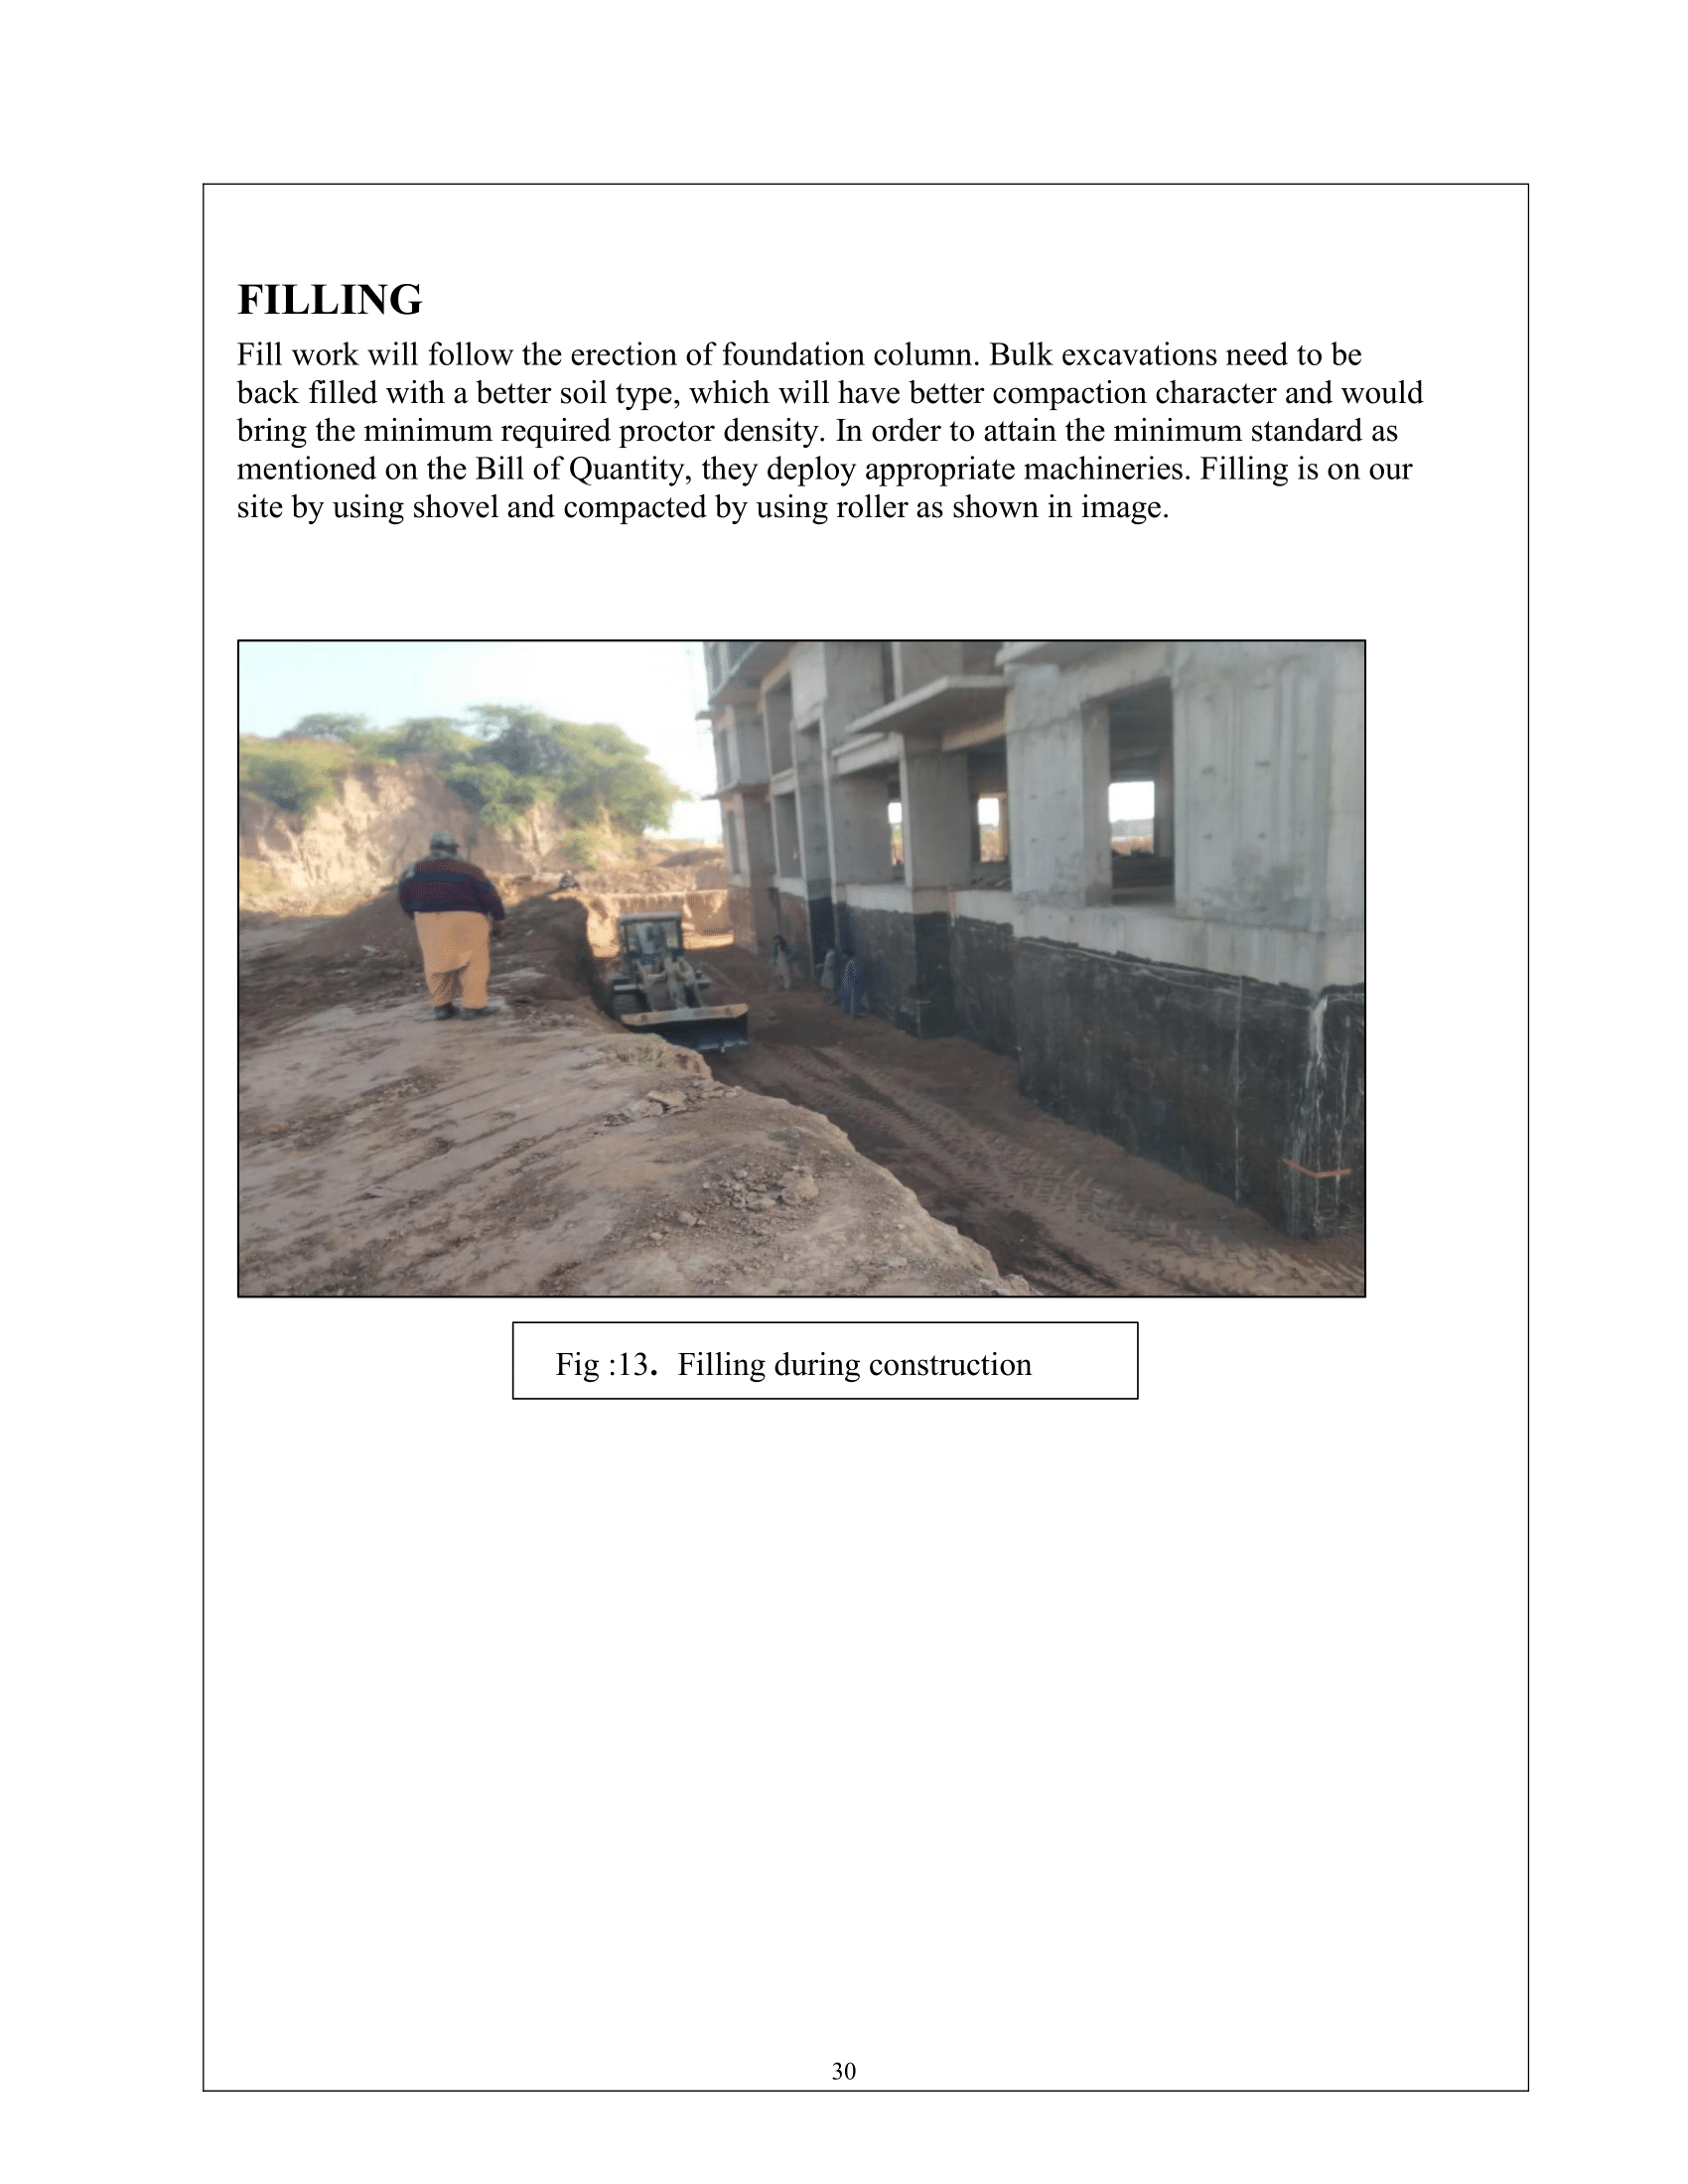 FILLING
Fill work will follow the erection of foundation column. Bulk excavations need to be
back filled with a better soil type, which will have better compaction character and would
bring the minimum required proctor density. In order to attain the minimum standard as
mentioned on the Bill of Quantity, they deploy appropriate machineries. Filling is on our
site by using shovel and compacted by using roller as shown in image.
Fig :13. Filling during construction
30